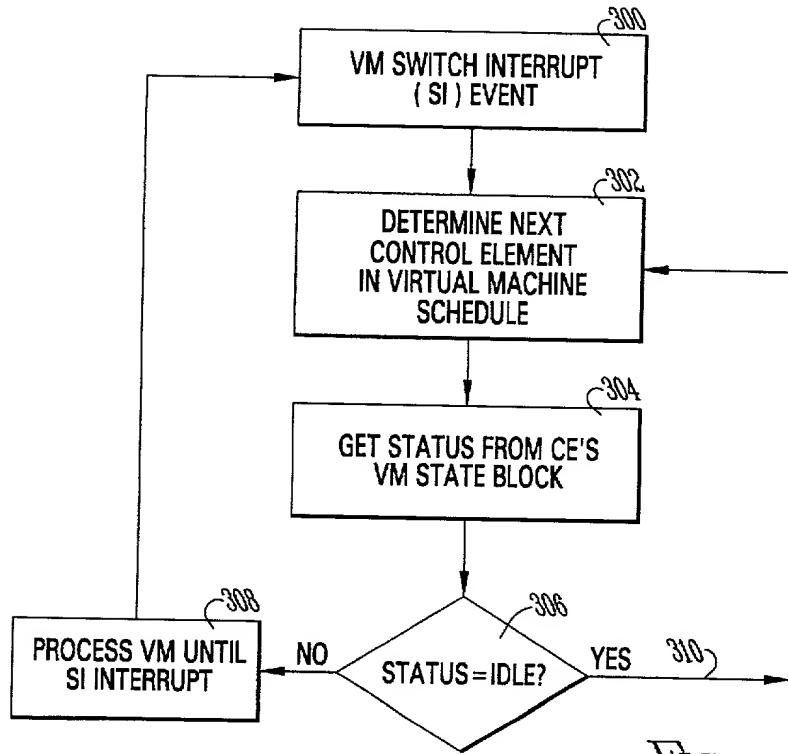 300
VM SWITCH INTERRUPT
( SI ) EVENT
302
DETERMINE NEXT
CONTROL ELEMENT
IN VIRTUAL MACHINE
SCHEDULE
304
GET STATUS FROM CE'S
VM STATE BLOCK
306
STATUS=IDLE?
NO
YES
310
308
PROCESS VM UNTIL
SI INTERRUPT